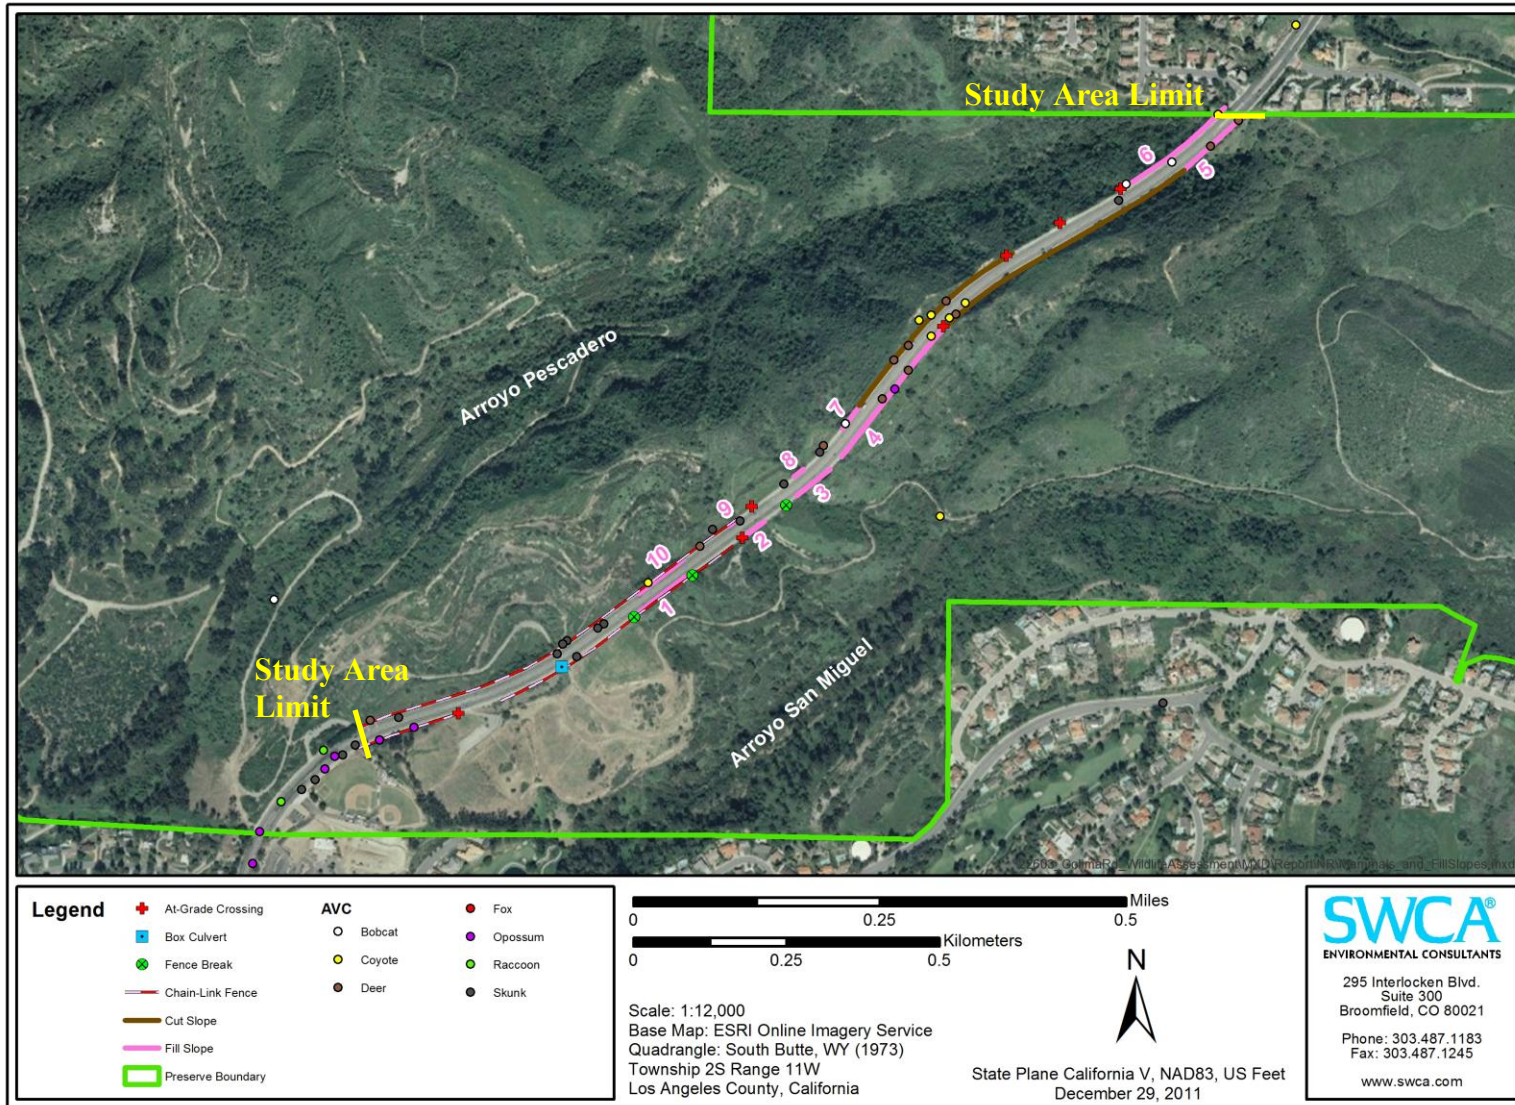 Study Area Limit
6
5
Arroyo Pescadero
7
4
8
3
9
2
10
1
Study Area
Limit
Arroyo San Miguel
Legend
At-Grade Crossing
Box Culvert
Fence Break
Chain-Link Fence
Cut Slope
Fill Slope
Preserve Boundary
AVC
Bobcat
Coyote
Deer
Fox
Opossum
Raccoon
Skunk
Miles
0 0.25 0.5
Kilometers
0 0.25 0.5
Scale: 1:12,000
Base Map: ESRI Online Imagery Service
Quadrangle: South Butte, WY (1973)
Township 2S Range 11W
Los Angeles County, California
N
State Plane California V, NAD83, US Feet
December 29, 2011
SWCA®
ENVIRONMENTAL CONSULTANTS
295 Interlocken Blvd.
Suite 300
Broomfield, CO 80021
Phone: 303.487.1183
Fax: 303.487.1245
www.swca.com